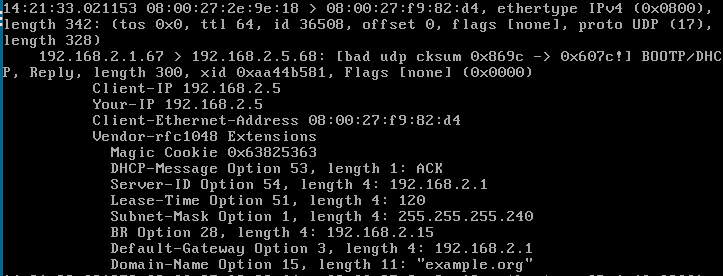 14:21:33.021153 08:00:27:2e:9e:18 > 08:00:27:f9:82:d4, ethertype IPv4 (0x0800),
length 342: (tos 0x0, ttl 64, id 36508, offset 0, flags [none], proto UDP (17),
length 328)
192.168.2.1.67 > 192.168.2.5.68: [bad udp cksum 0x869c -> 0x607c!] BOOTP/DHC
P, Reply, length 300, xid 0xaa44b581, Flags [none] (0x0000)
Client-IP 192.168.2.5
Your-IP 192.168.2.5
Client-Ethernet-Address 08:00:27:f9:82:d4
Vendor-rfc1048 Extensions
Magic Cookie 0x63825363
DHCP-Message Option 53, length 1: ACK
Server-ID Option 54, length 4: 192.168.2.1
Lease-Time Option 51, length 4: 120
Subnet-Mask Option 1, length 4: 255.255.255.240
BR Option 28, length 4: 192.168.2.15
Default-Gateway Option 3, length 4: 192.168.2.1
Domain-Name Option 15, length 11: "example.org"